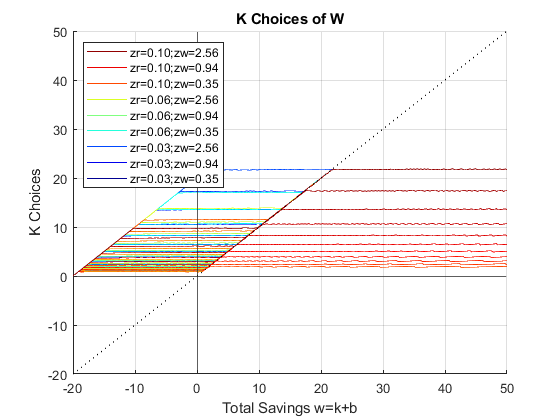 K Choices of W
50
40
30
20
10
0
-10
-20
K Choices
zr=0.10;zw=2.56
zr=0.10;zw=0.94
zr=0.10;zw=0.35
zr=0.06;zw=2.56
zr=0.06;zw=0.94
zr=0.06;zw=0.35
zr=0.03;zw=2.56
zr=0.03;zw=0.94
zr=0.03;zw=0.35
-20 -10 0 10 20 30 40 50
Total Savings w=k+b